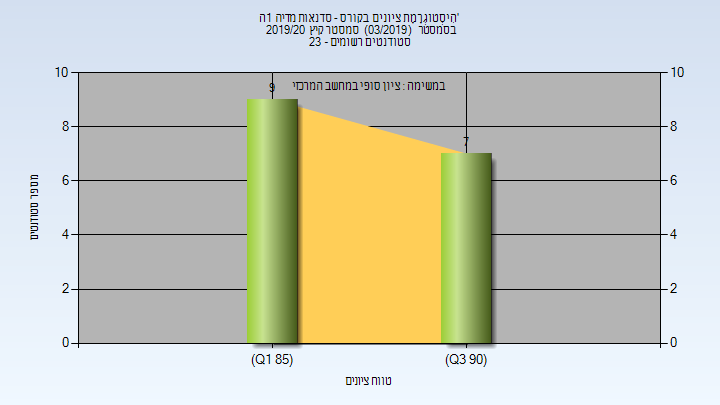 'הִיסְטוֹגְרָמַת ציונים בקורס - סדנאות מדיה 1ה
בסמסטר (03/2019) סמסטר קיץ 2019/20
סטודנטים רשומים - 23
במשימה : ציון סופי במחשב המרכזי
10
10
9
8
8
7
6
6
4
4
2
2
0
0
מספר סטודנטים
(Q1 85)
(Q3 90)
טווח ציונים